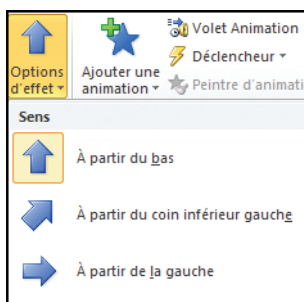 Options
d'effet
Ajouter une
animation
Volet Animation
Déclencheur
Peintre d'animati
Sens
À partir du bas
À partir du coin inférieur gauche
À partir de la gauche